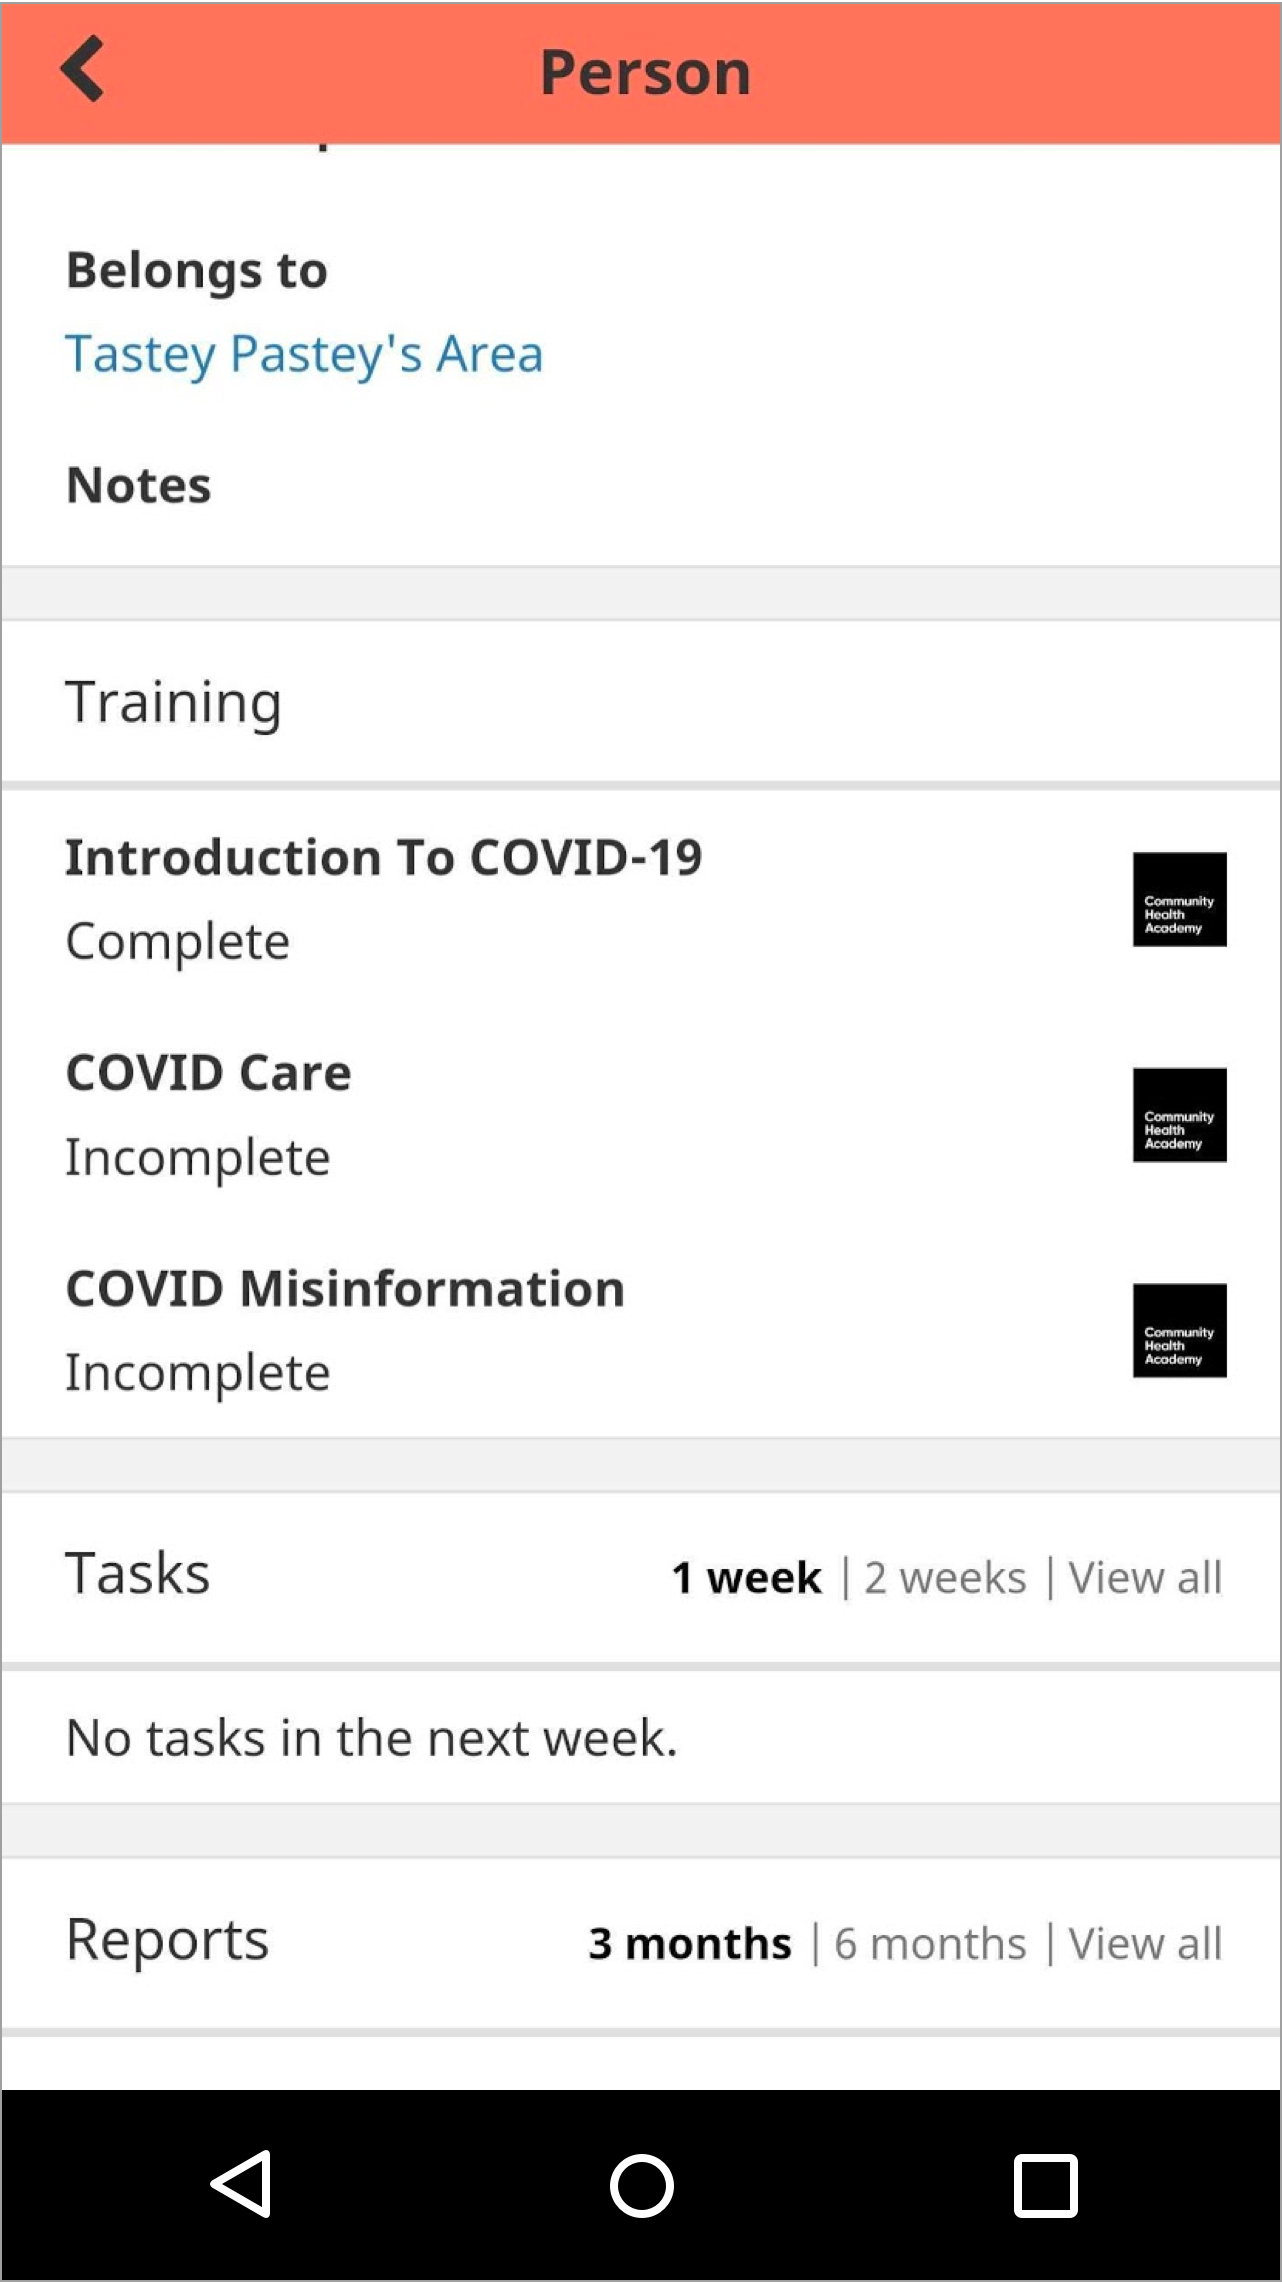 Person
Belongs to
Tastey Pastey's Area
Notes
Training
Introduction To COVID-19
Complete
Community
Health
Academy
COVID Care
Incomplete
Community
Health
Academy
COVID Misinformation
Incomplete
Community
Health
Academy
Tasks
1 week | 2 weeks | View all
No tasks in the next week.
Reports
3 months | 6 months | View all